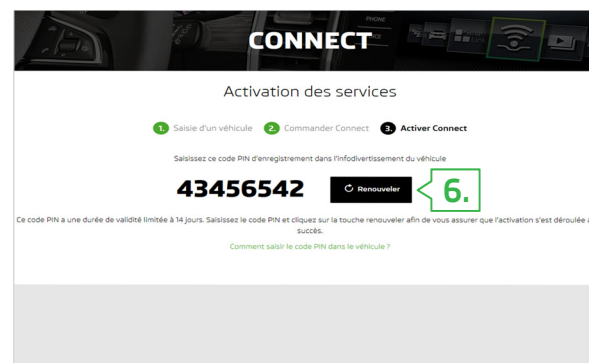 PHONE
CONNECT
Activation des services
1. Saisie d'un véhicule 2. Commander Connect 3. Activer Connect
Saisissez ce code PIN d'enregistrement dans l'infodivertissement du véhicule
43456542 Renouveler 6.
Ce code PIN a une durée de validité limitée à 14 jours. Saisissez le code PIN et cliquez sur la touche renouveler afin de vous assurer que l'activation s'est déroulée a
succès.
Comment saisir le code PIN dans le véhicule ?